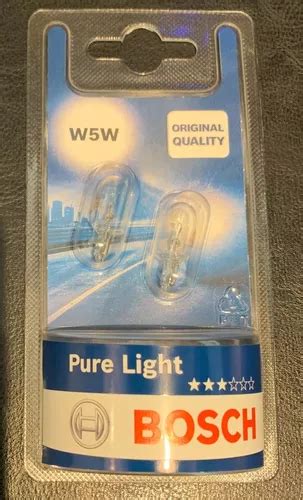 W5W
ORIGINAL
QUALITY
Pure Light
BOSCH